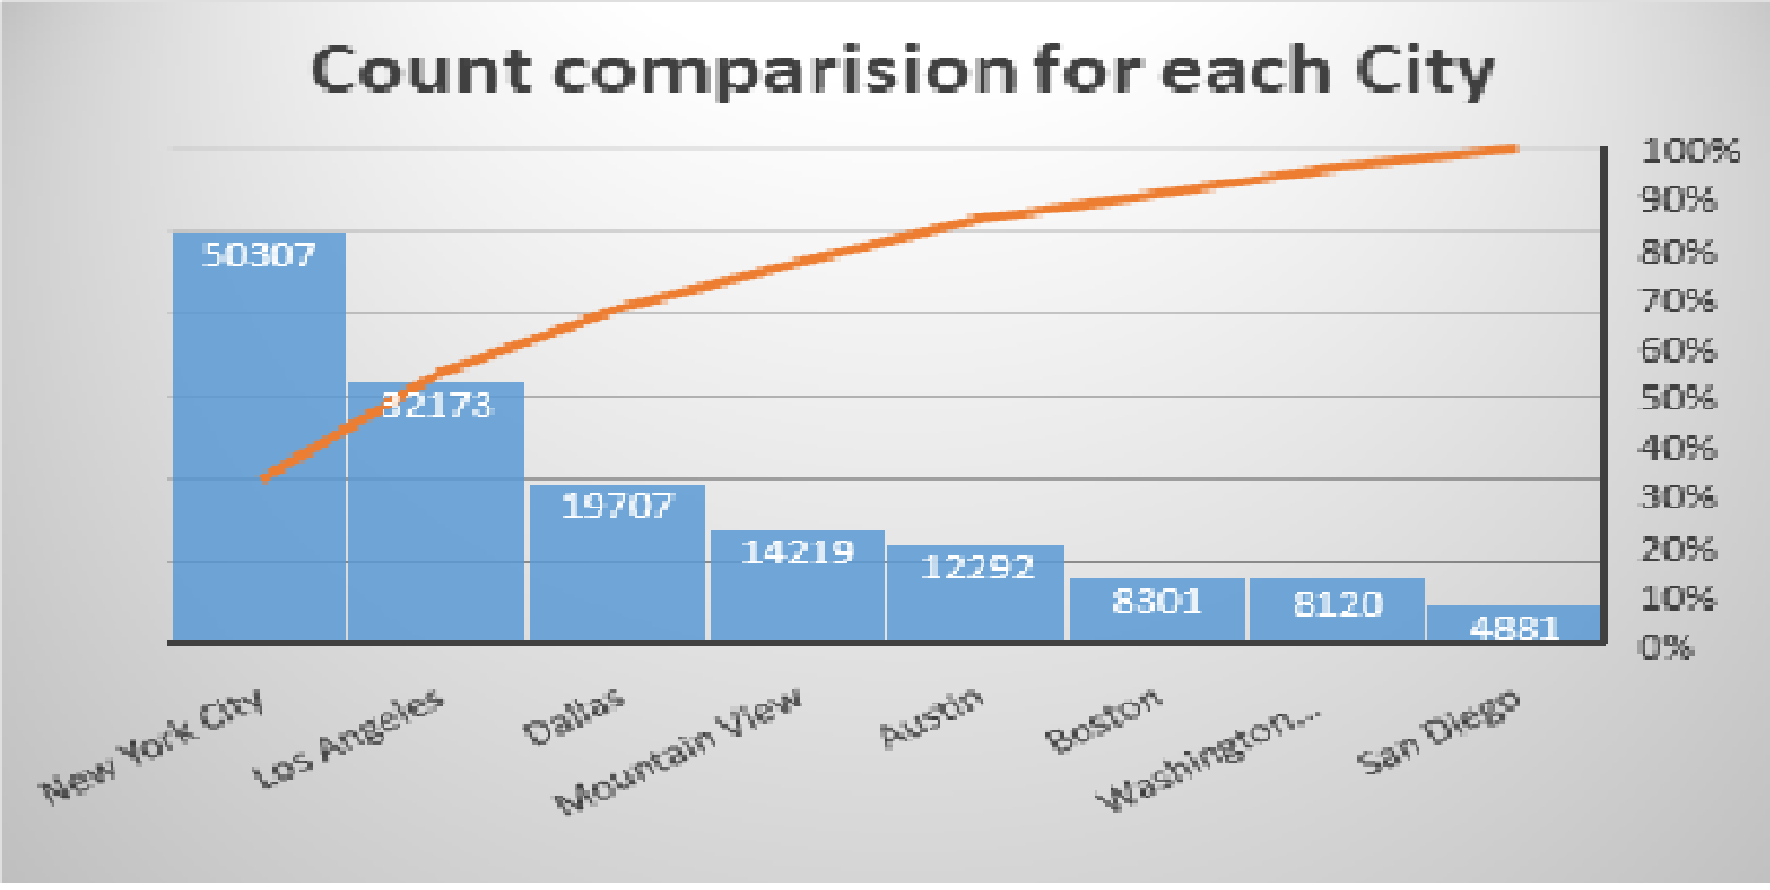 Count comparision for each City
100%
90%
80%
70%
60%
50%
40%
30%
20%
10%
0%
50307
32173
19707
14219
12292
8301
8120
4881
New York City
Los Angeles
Dallas
Mountain View
Austin
Boston
Washington...
San Diego